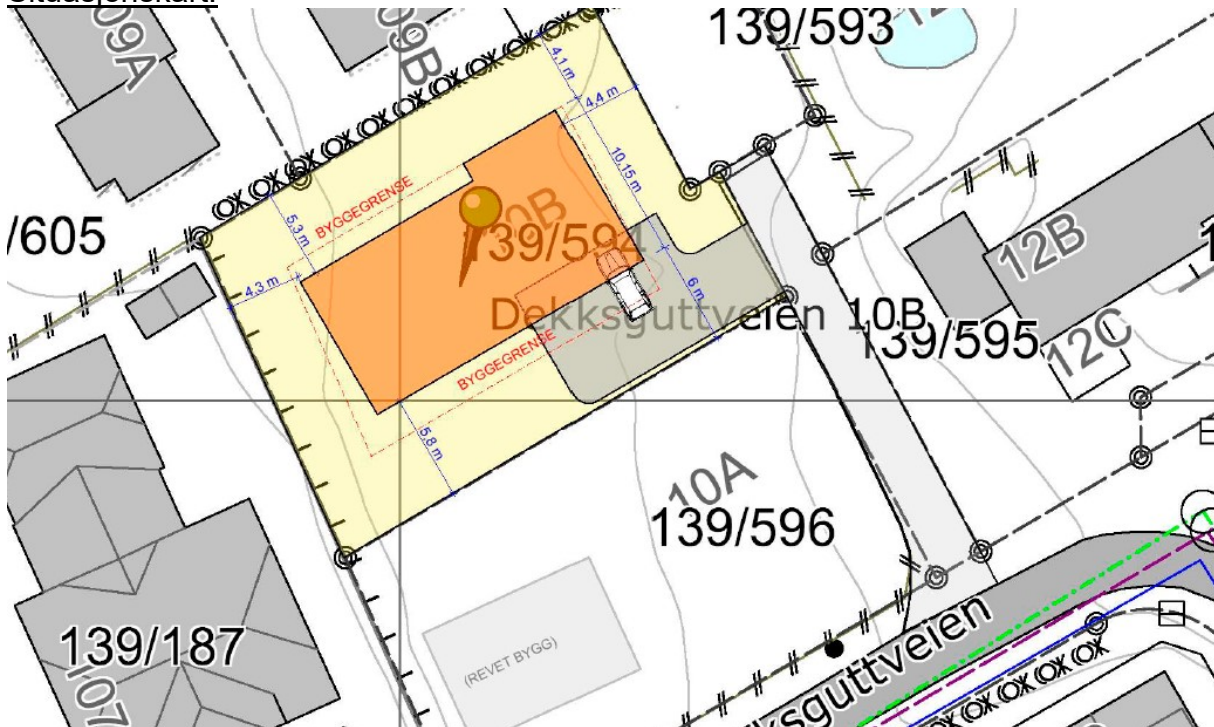 Situasjonskart:
09A
09B
139/593
4,1 m
4,4 m
10,15 m
BYGGEGRENSE
5,3 m
10B
139/594
/605
4,3 m
6 m
12B
Dekksguttveien 10B
139/595
12C
BYGGEGRENSE
5,8 m
10A
139/596
139/187
(REVET BYGG)
ksguttveien